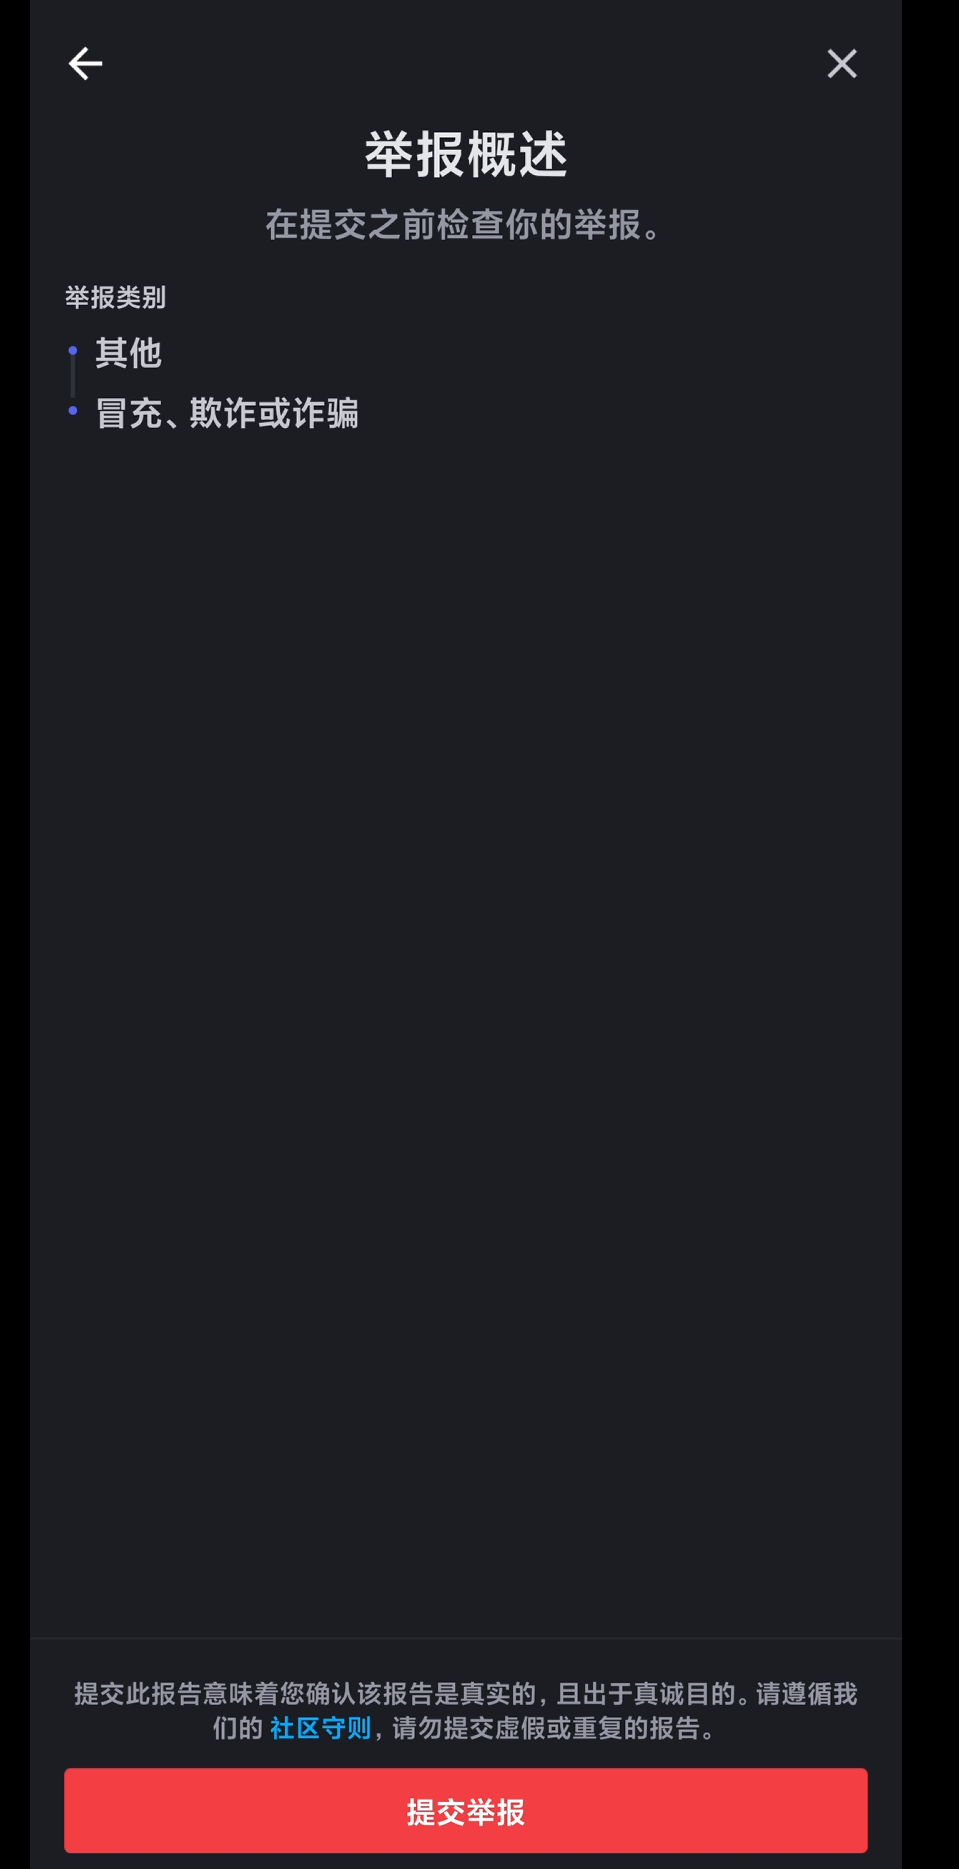 举报概述
在提交之前检查你的举报。
举报类别
其他
冒充、欺诈或诈骗
提交此报告意味着您确认该报告是真实的，且出于真诚目的。请遵循我
们的 社区守则，请勿提交虚假或重复的报告。
提交举报